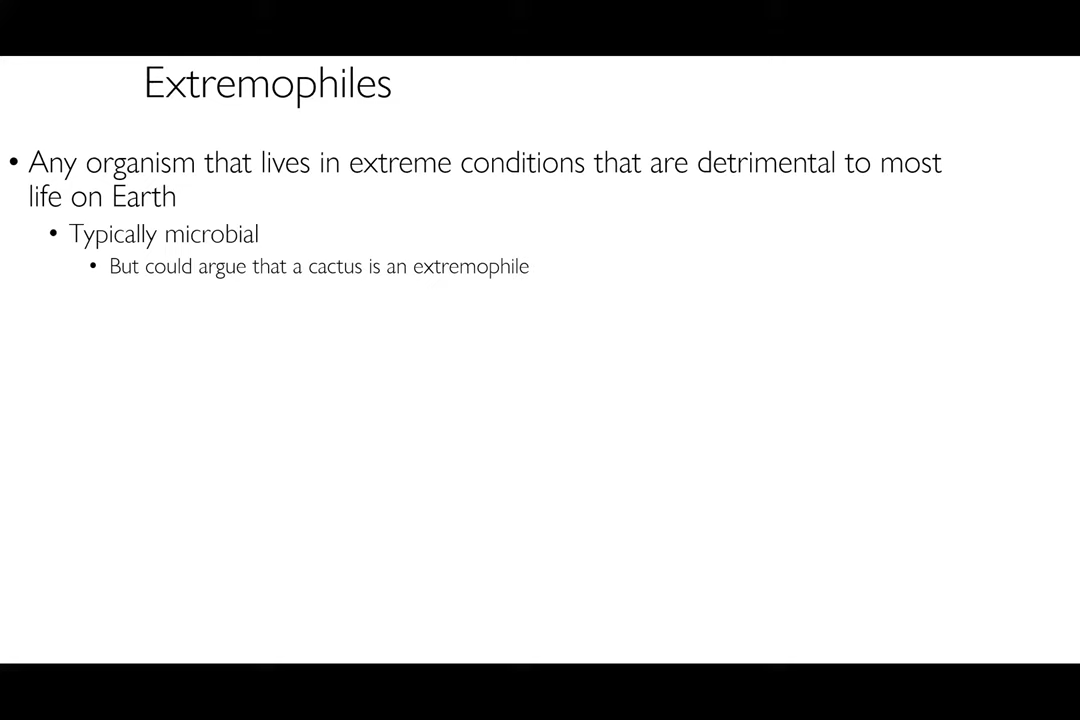 Extremophiles
• Any organism that lives in extreme conditions that are detrimental to most
life on Earth
• Typically microbial
• But could argue that a cactus is an extremophile